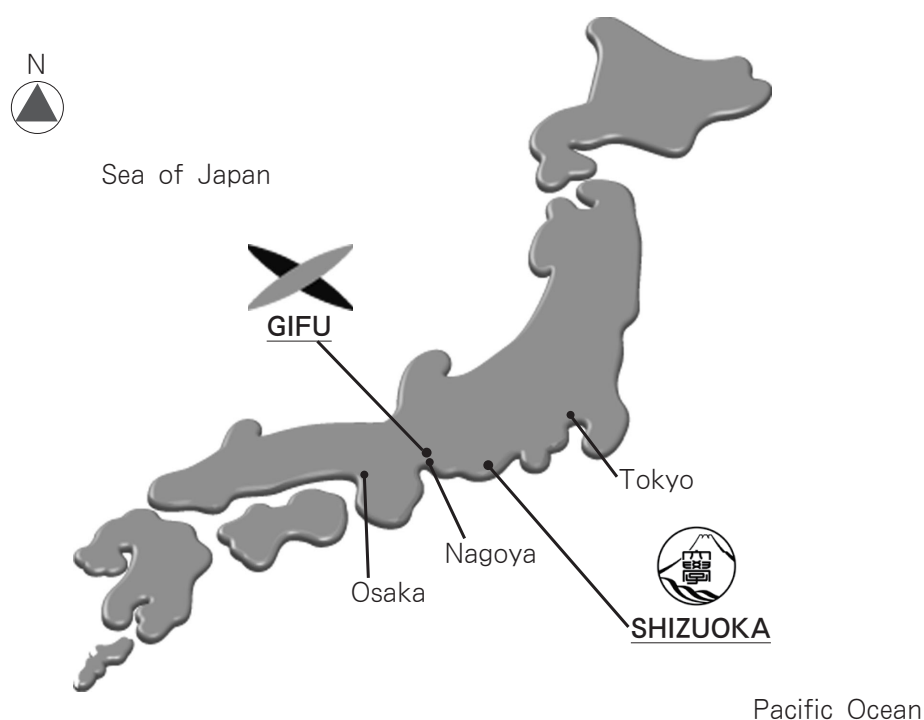 N
Sea of Japan
GIFU
Tokyo
Nagoya
Osaka
SHIZUOKA
Pacific Ocean